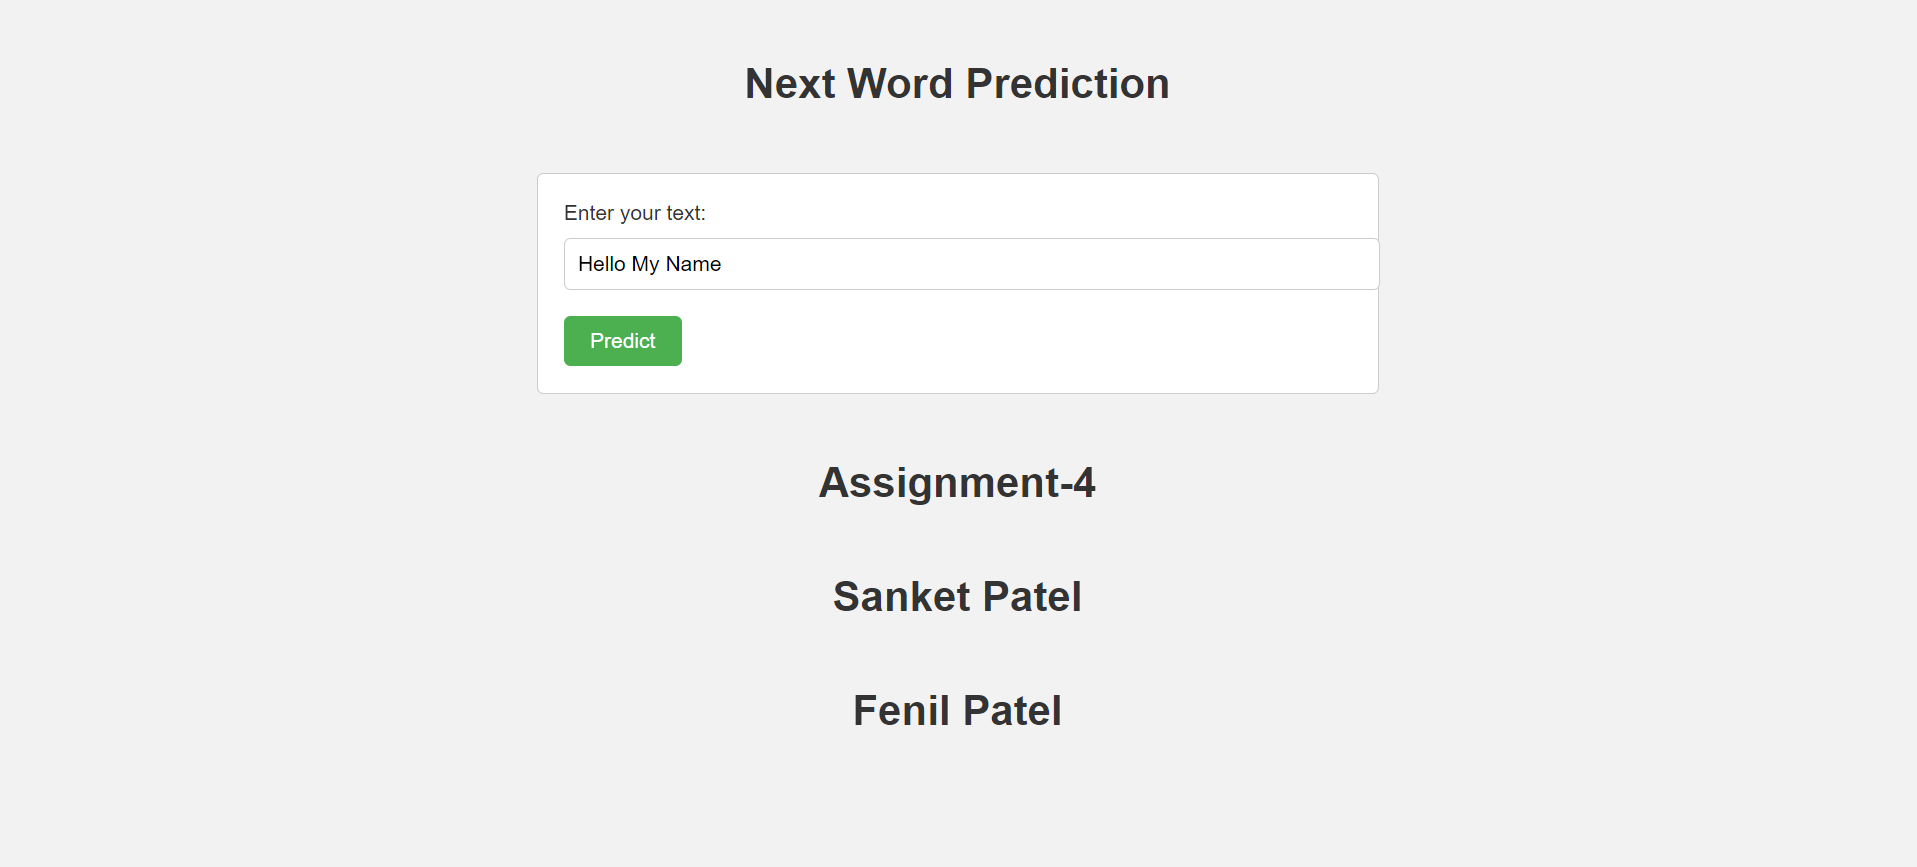 Next Word Prediction
Enter your text:
Hello My Name
Predict
Assignment-4
Sanket Patel
Fenil Patel